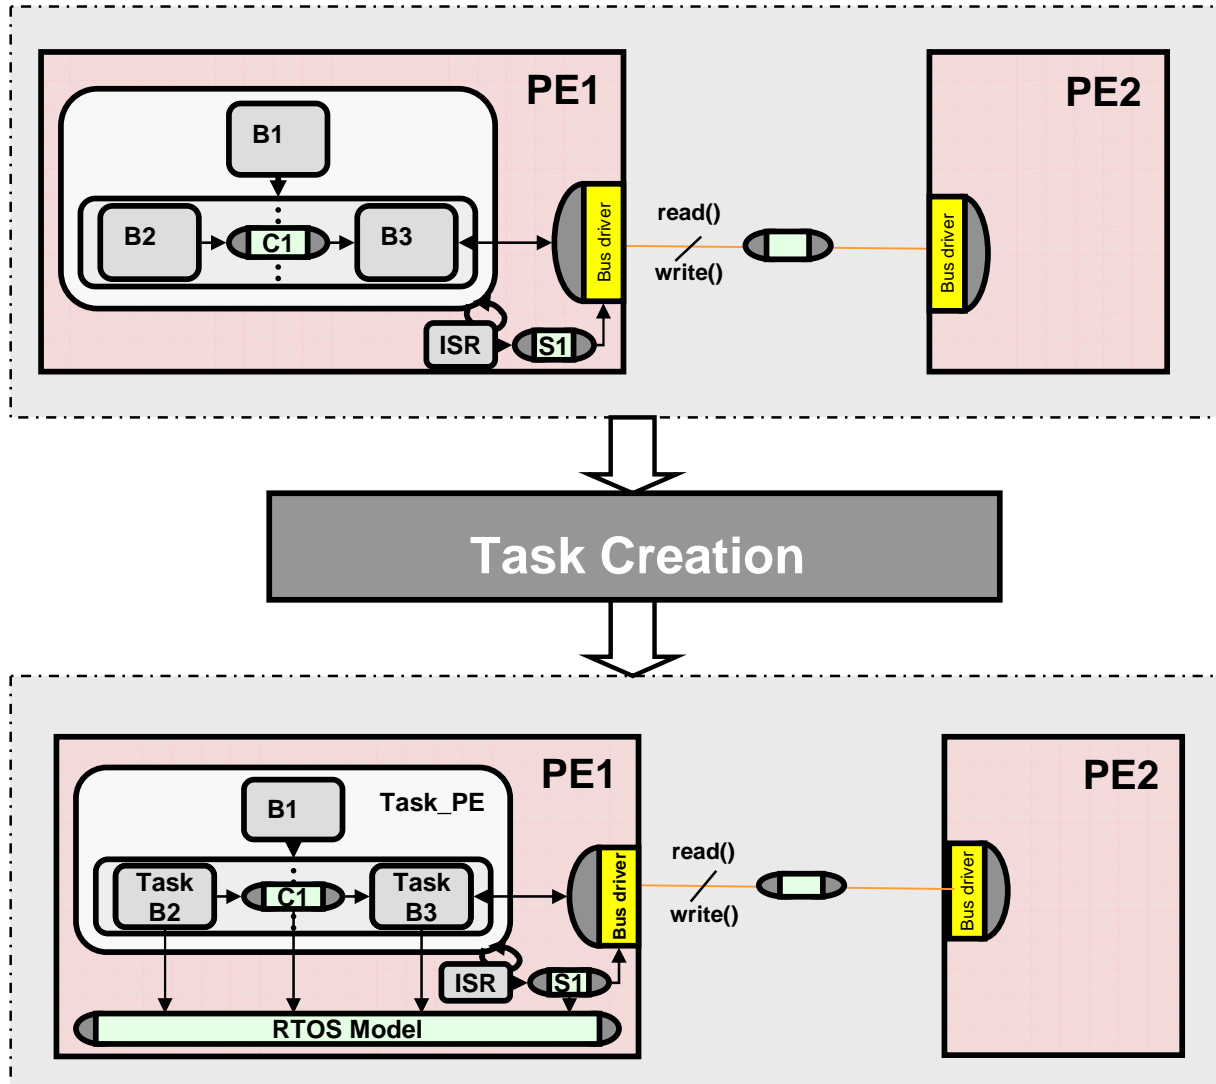 PE1
PE2
B1
B2
C1
B3
Bus driver
read()
write()
Bus driver
ISR
S1
Task Creation
PE1
PE2
Task_PE
B1
Task
B2
C1
Task
B3
Bus driver
read()
write()
Bus driver
ISR
S1
RTOS Model